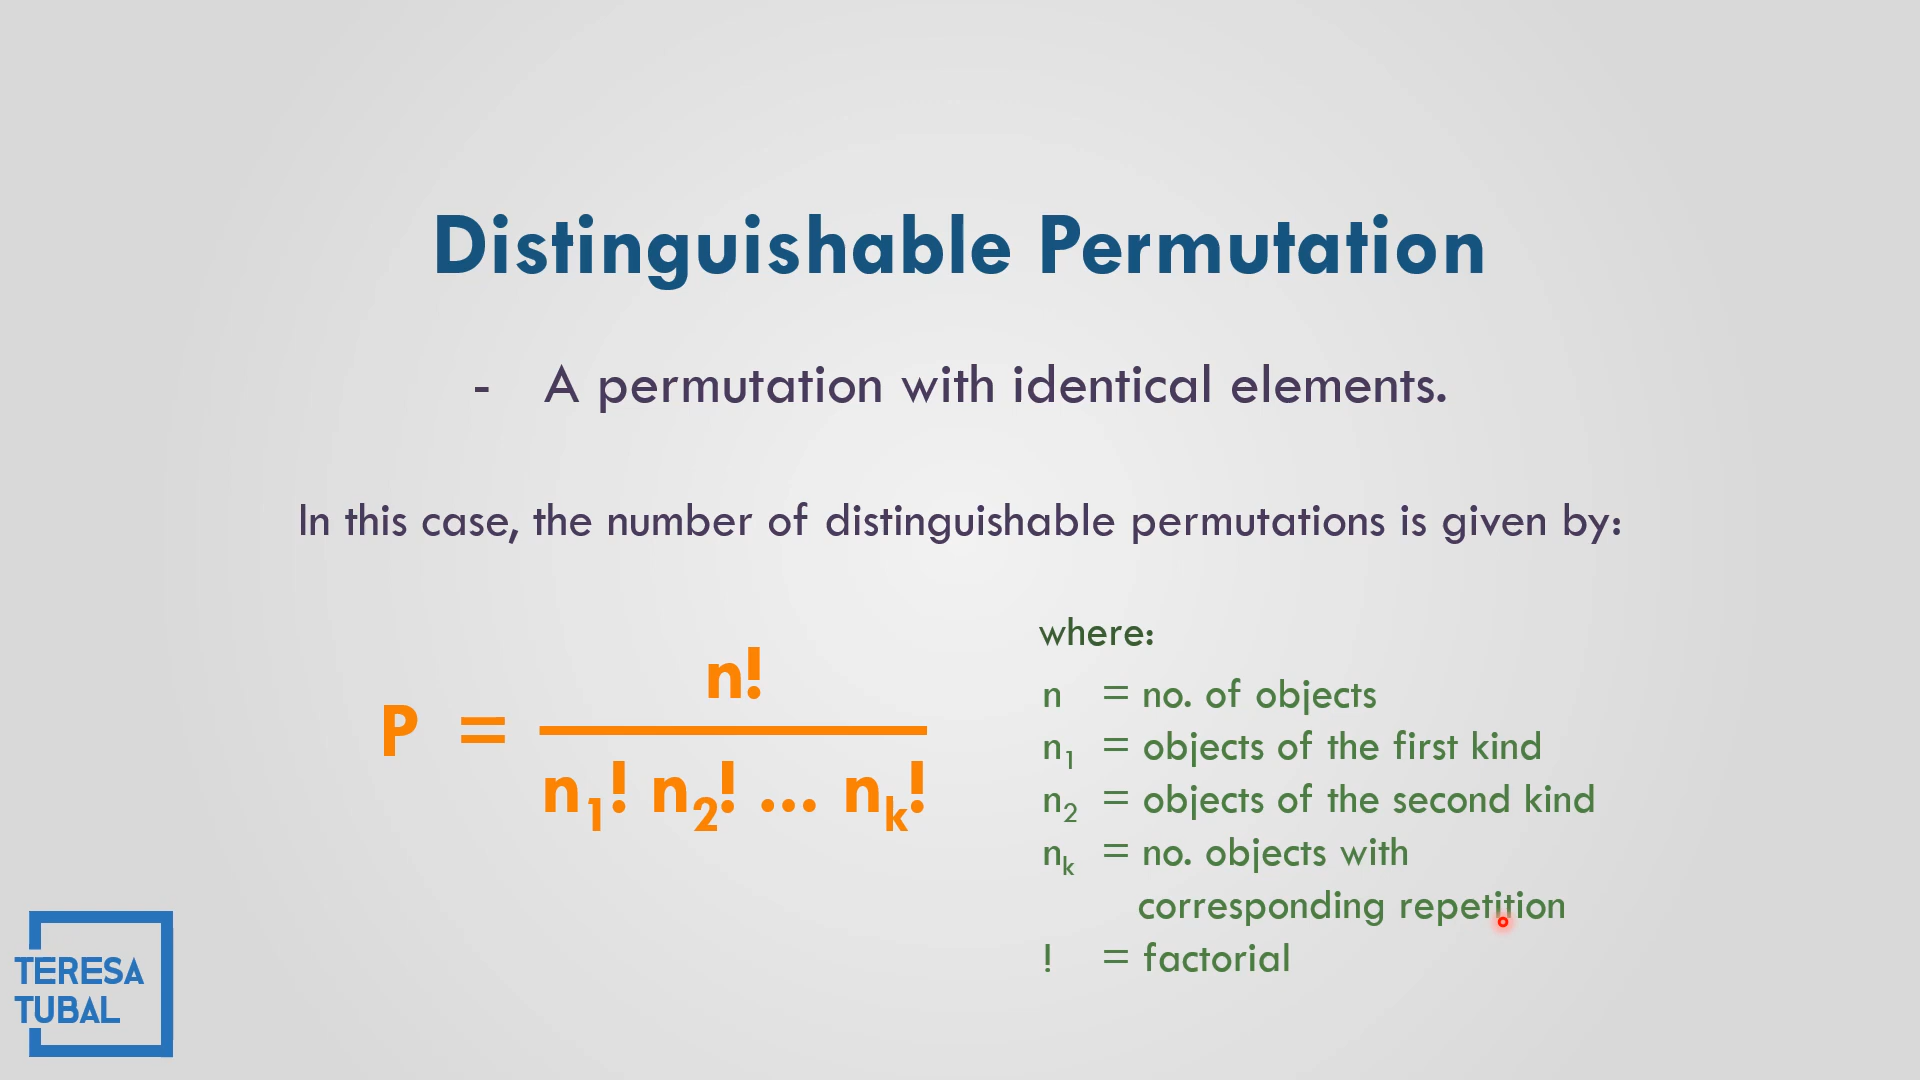 Distinguishable Permutation
- A permutation with identical elements.
In this case, the number of distinguishable permutations is given by:
P = n! / n₁! n₂! ... nₖ!
where:
n = no. of objects
n₁ = objects of the first kind
n₂ = objects of the second kind
nₖ = no. objects with
corresponding repetition
! = factorial
TERESA
TUBAL